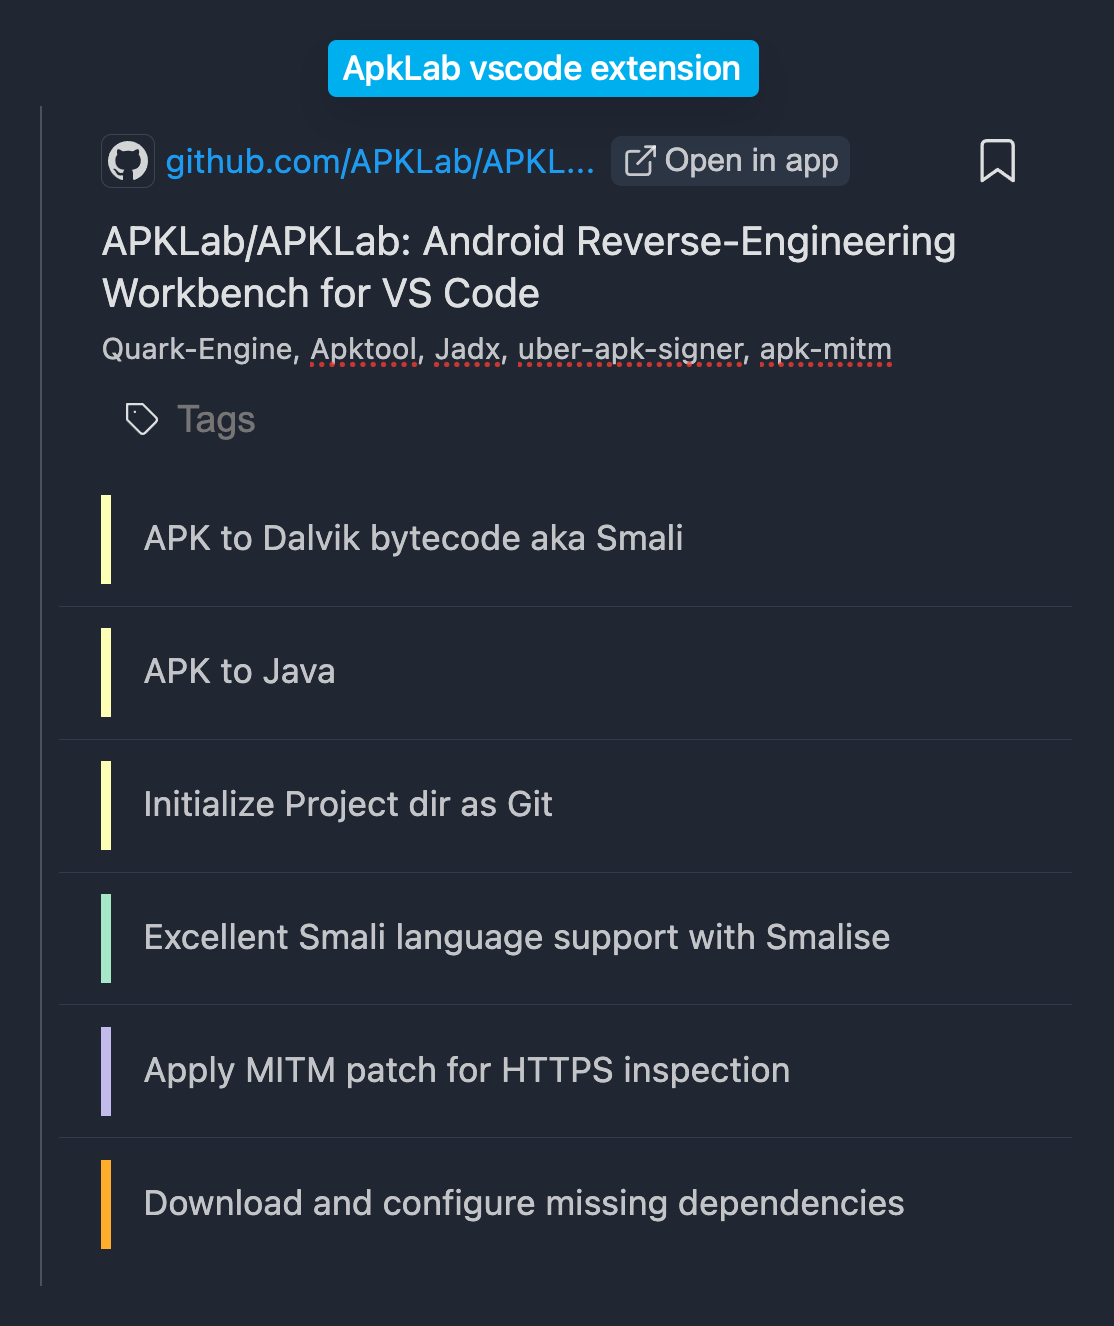 ApkLab vscode extension
github.com/APKLab/APKL... Open in app
APKLab/APKLab: Android Reverse-Engineering
Workbench for VS Code
Quark-Engine, Apktool, Jadx, uber-apk-signer, apk-mitm
Tags
APK to Dalvik bytecode aka Smali
APK to Java
Initialize Project dir as Git
Excellent Smali language support with Smalise
Apply MITM patch for HTTPS inspection
Download and configure missing dependencies